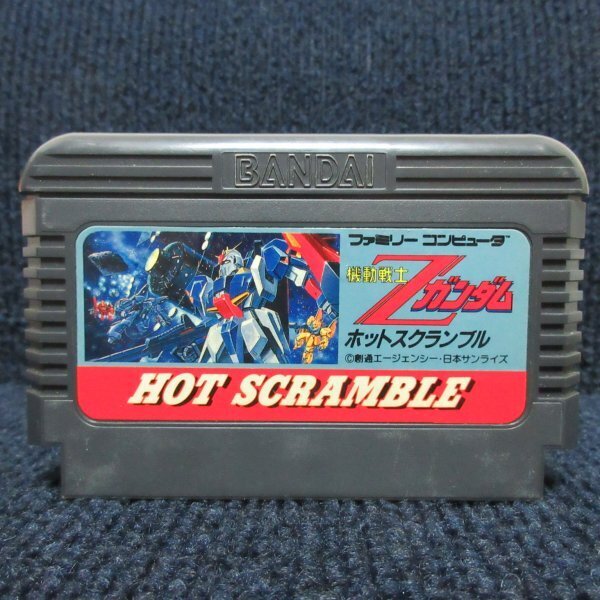 BANDAI
ファミリーコンピュータ
機動戦士
Zガンダム
ホットスクランブル
©創通エージェンシー・日本サンライズ
HOT SCRAMBLE